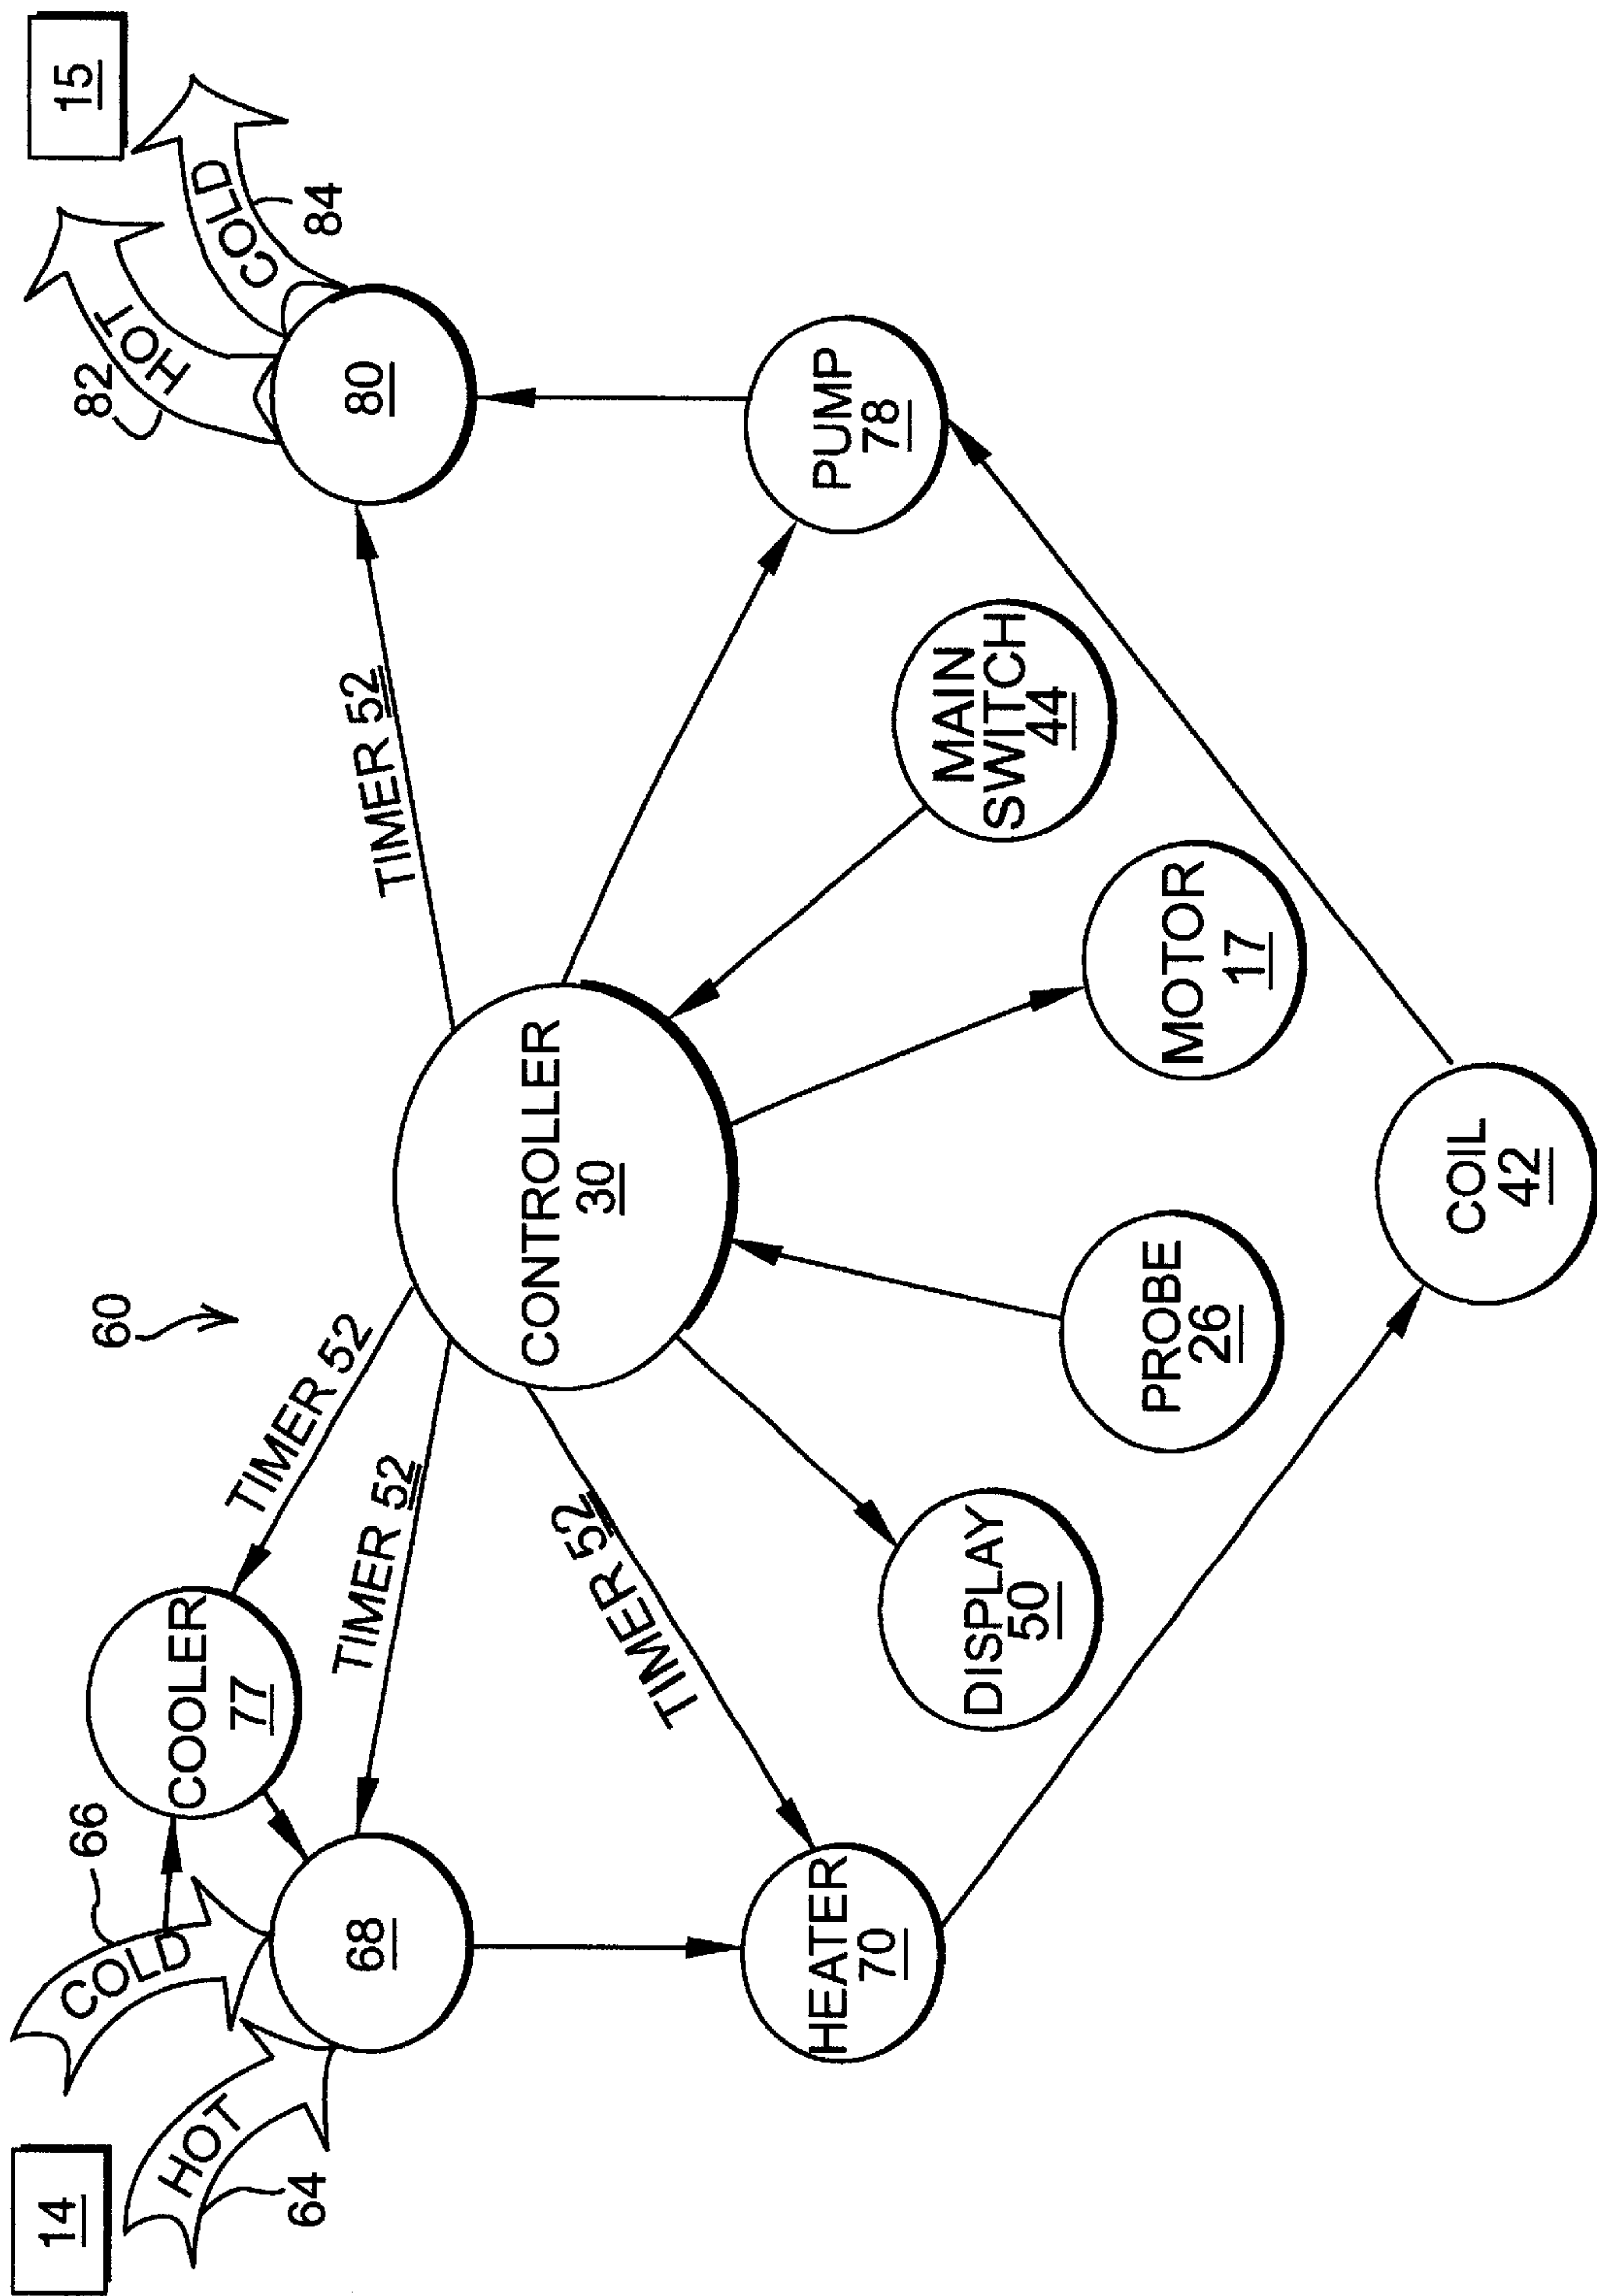 60
14
15
HOT
64
COLD
66
HOT
82
COLD
84
COOLER
77
TIMER 52
68
TIMER 52
TIMER 52
80
TIMER 52
CONTROLLER
30
HEATER
70
PUMP
78
DISPLAY
50
MAIN
SWITCH
44
PROBE
26
MOTOR
17
COIL
42